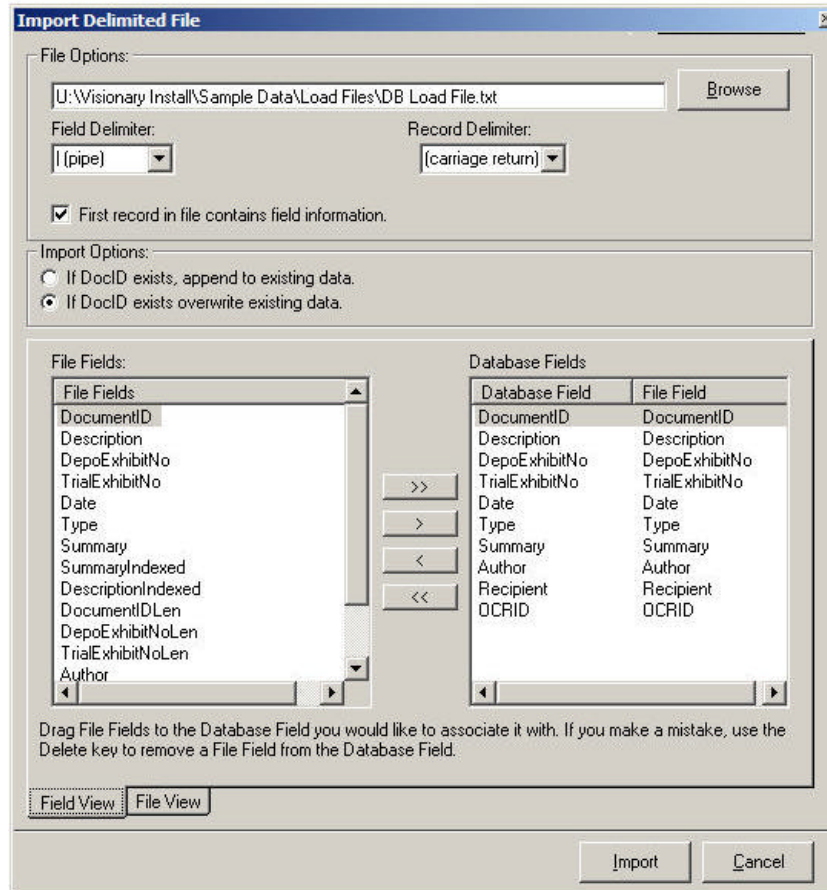 Import Delimited File
File Options:
U:\Visionary Install\Sample Data\Load Files\DB Load File.txt
Browse
Field Delimiter:
Record Delimiter:
| (pipe)
(carriage return)
First record in file contains field information.
Import Options:
If DocID exists, append to existing data.
If DocID exists overwrite existing data.
File Fields:
Database Fields
File Fields
Database Field File Field
DocumentID
DocumentID DocumentID
Description
Description Description
DepoExhibitNo
DepoExhibitNo DepoExhibitNo
TrialExhibitNo
TrialExhibitNo TrialExhibitNo
Date
Date Date
Type
Type Type
Summary
Summary Summary
SummaryIndexed
Author Author
DescriptionIndexed
Recipient Recipient
DocumentIDLen
OCRID OCRID
DepoExhibitNoLen
TrialExhibitNoLen
Author
>>
>
<
<<
Drag File Fields to the Database Field you would like to associate it with. If you make a mistake, use the
Delete key to remove a File Field from the Database Field.
Field View File View
Import Cancel